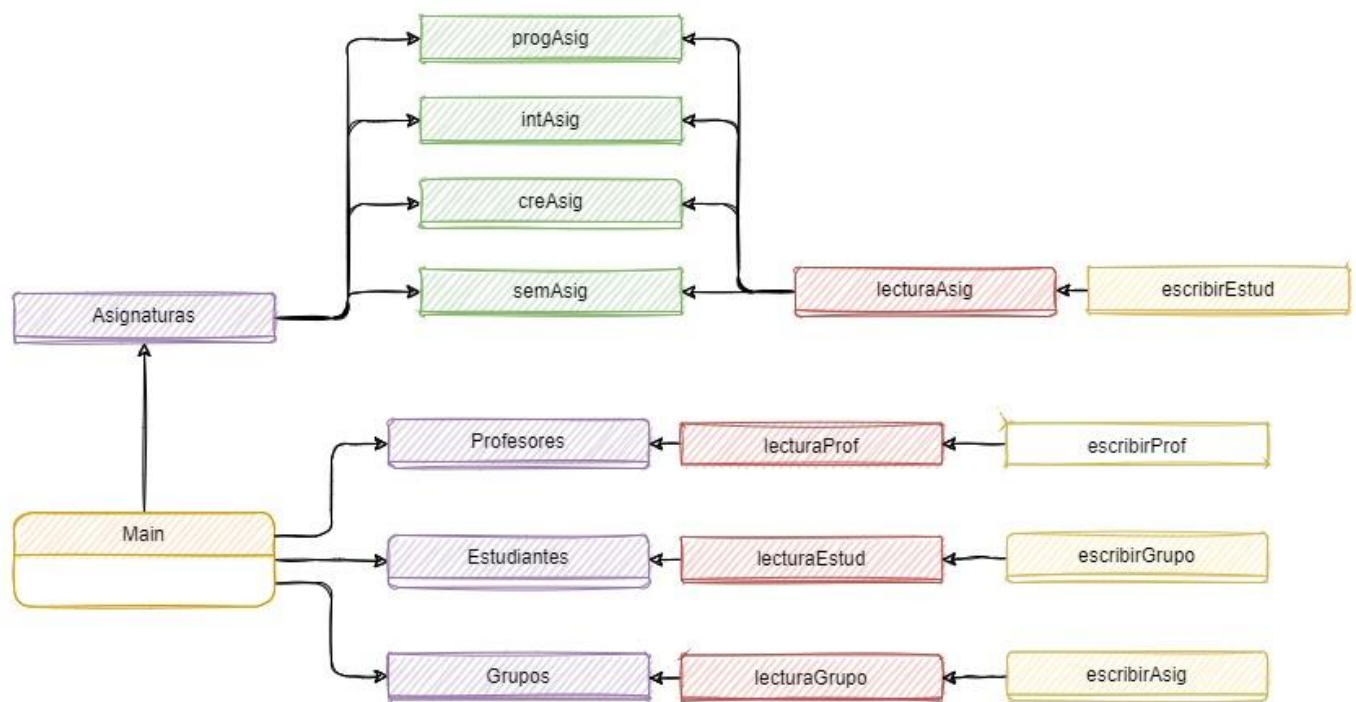 progAsig
intAsig
creAsig
semAsig
lecturaAsig
escribirEstud
Asignaturas
Profesores
lecturaProf
escribirProf
Main
Estudiantes
lecturaEstud
escribirGrupo
Grupos
lecturaGrupo
escribirAsig